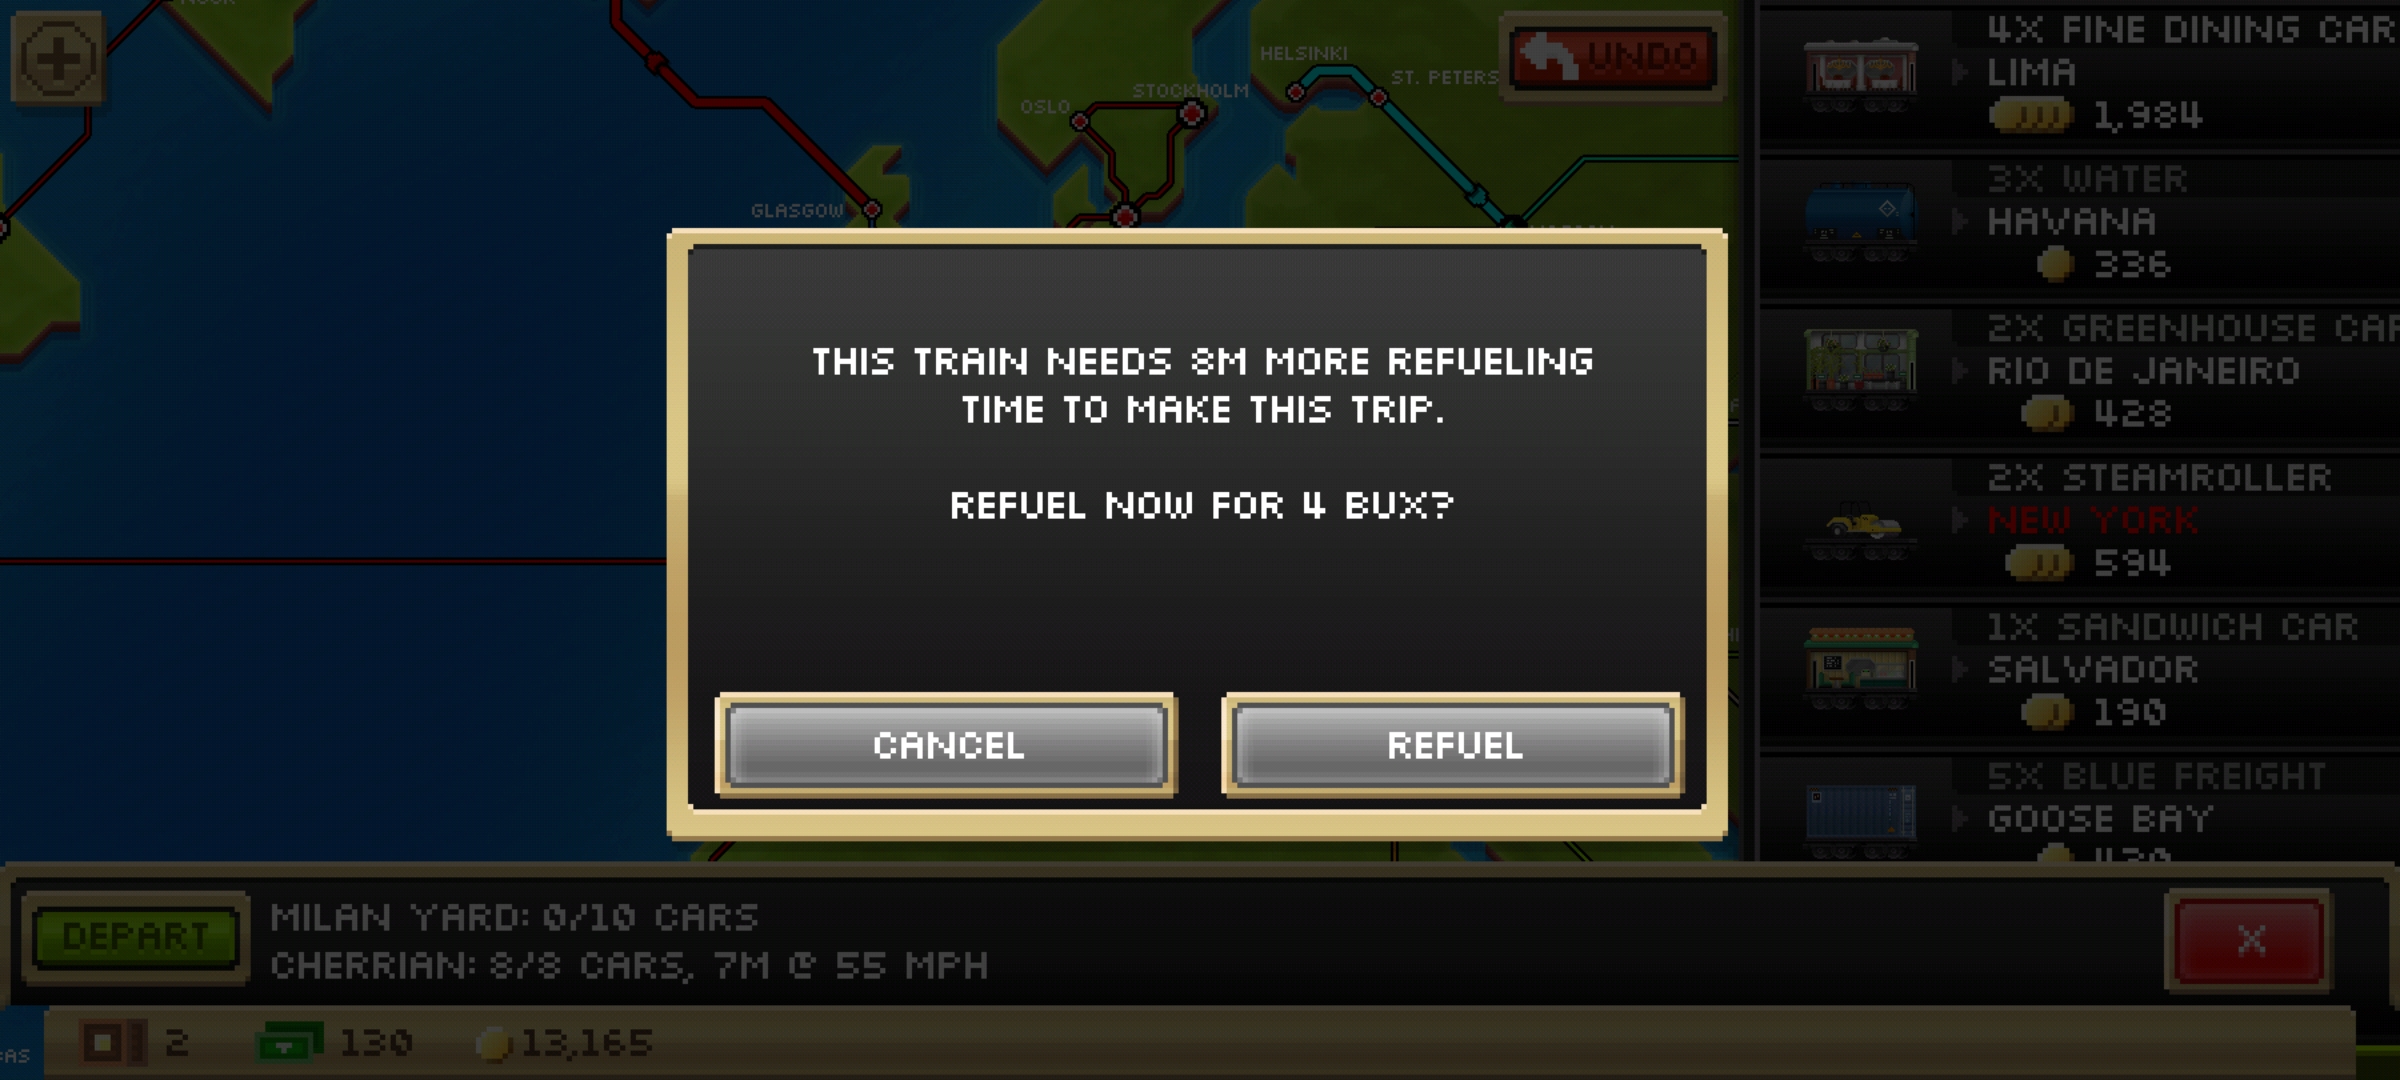 HELSINKI
ST. PETERS
STOCKHOLM
OSLO
GLASGOW
UNDO
4X FINE DINING CAR
LIMA
1,984
3X WATER
HAVANA
336
2X GREENHOUSE CAR
RIO DE JANEIRO
428
2X STEAMROLLER
NEW YORK
594
1X SANDWICH CAR
SALVADOR
190
5X BLUE FREIGHT
GOOSE BAY
THIS TRAIN NEEDS 8M MORE REFUELING
TIME TO MAKE THIS TRIP.
REFUEL NOW FOR 4 BUX?
CANCEL
REFUEL
DEPART
MILAN YARD: 0/10 CARS
CHERRIAN: 8/8 CARS, 7M @ 55 MPH
X
2
130
13,165